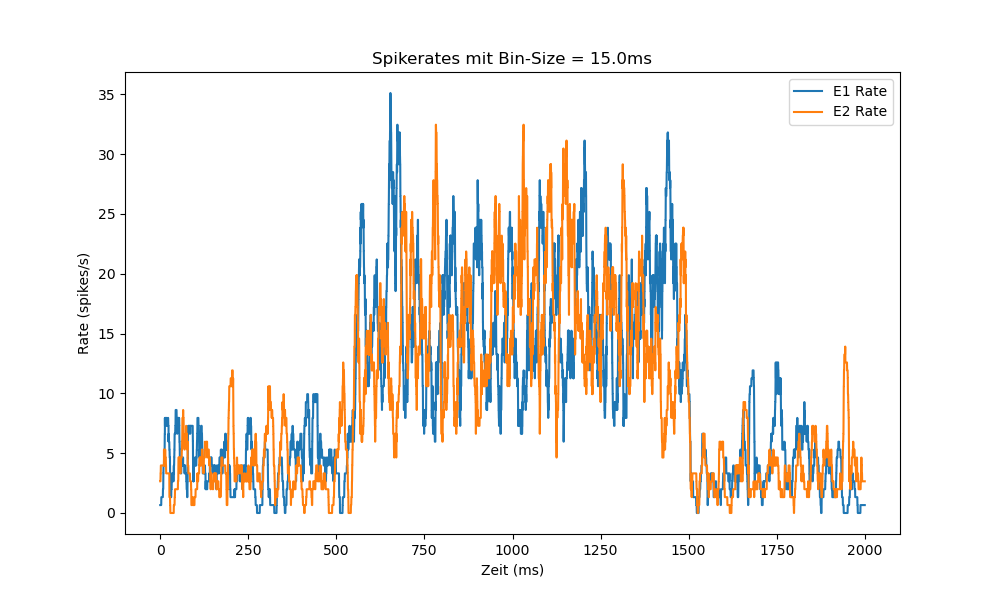 Spikerates mit Bin-Size = 15.0ms
E1 Rate
E2 Rate
Rate (spikes/s)
35
30
25
20
15
10
5
0
0 250 500 750 1000 1250 1500 1750 2000
Zeit (ms)